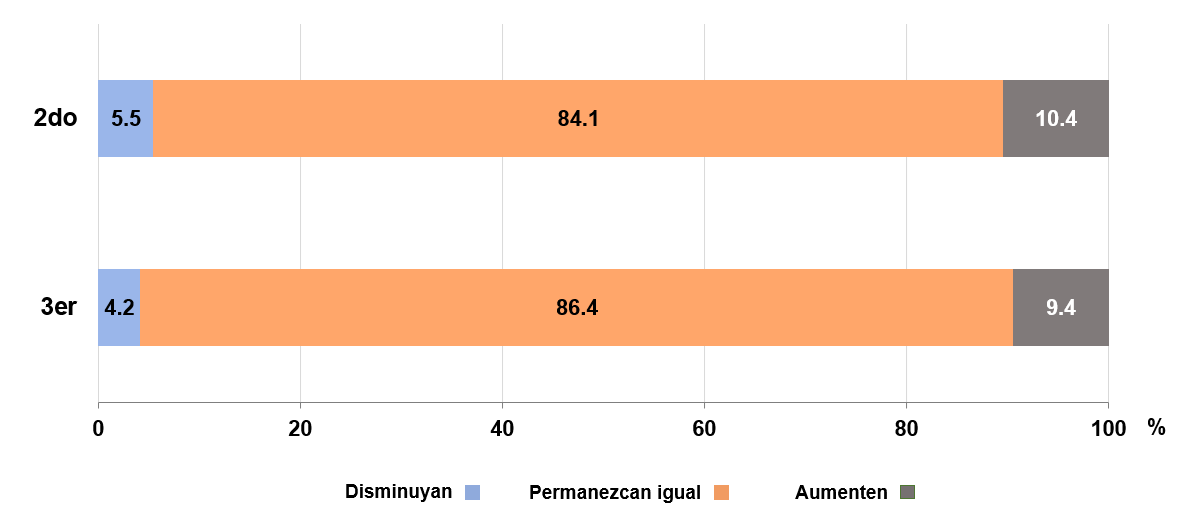 2do 5.5 84.1 10.4
3er 4.2 86.4 9.4
0 20 40 60 80 100 %
Disminuyan Permanezcan igual Aumenten